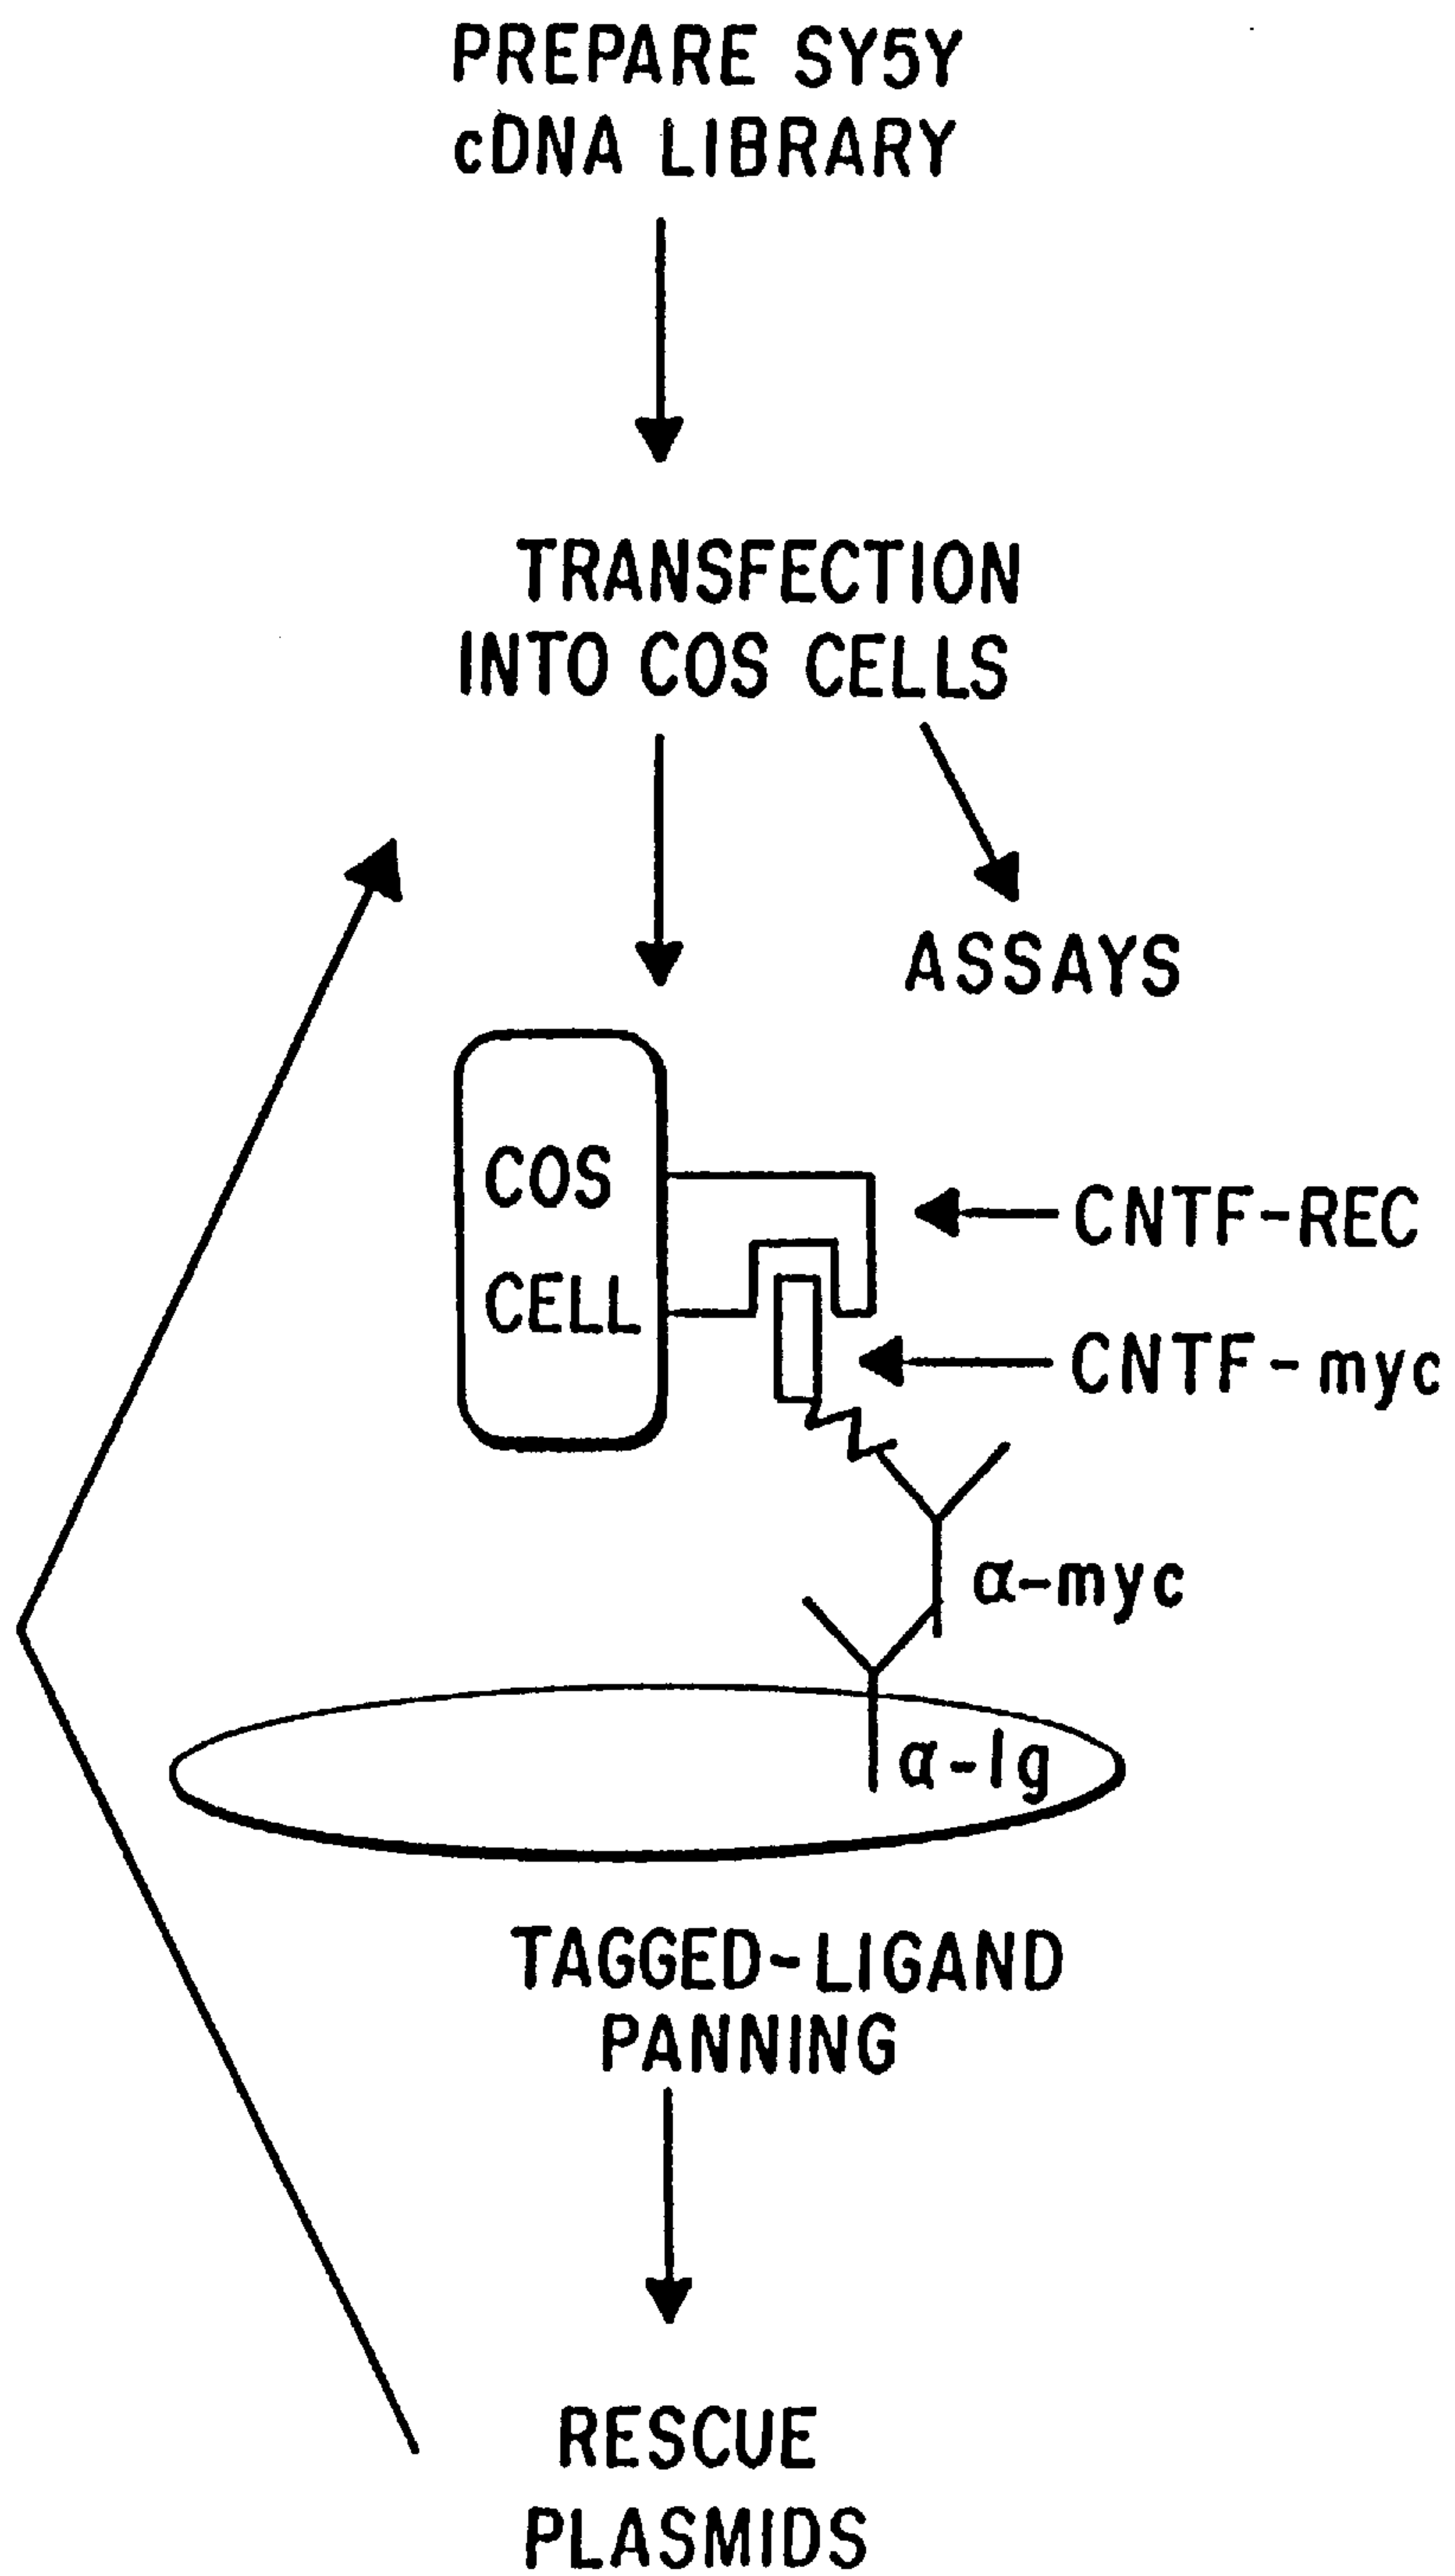 PREPARE SY5Y
cDNA LIBRARY
TRANSFECTION
INTO COS CELLS
ASSAYS
COS
CELL
CNTF-REC
CNTF-myc
α-myc
α-Ig
TAGGED-LIGAND
PANNING
RESCUE
PLASMIDS